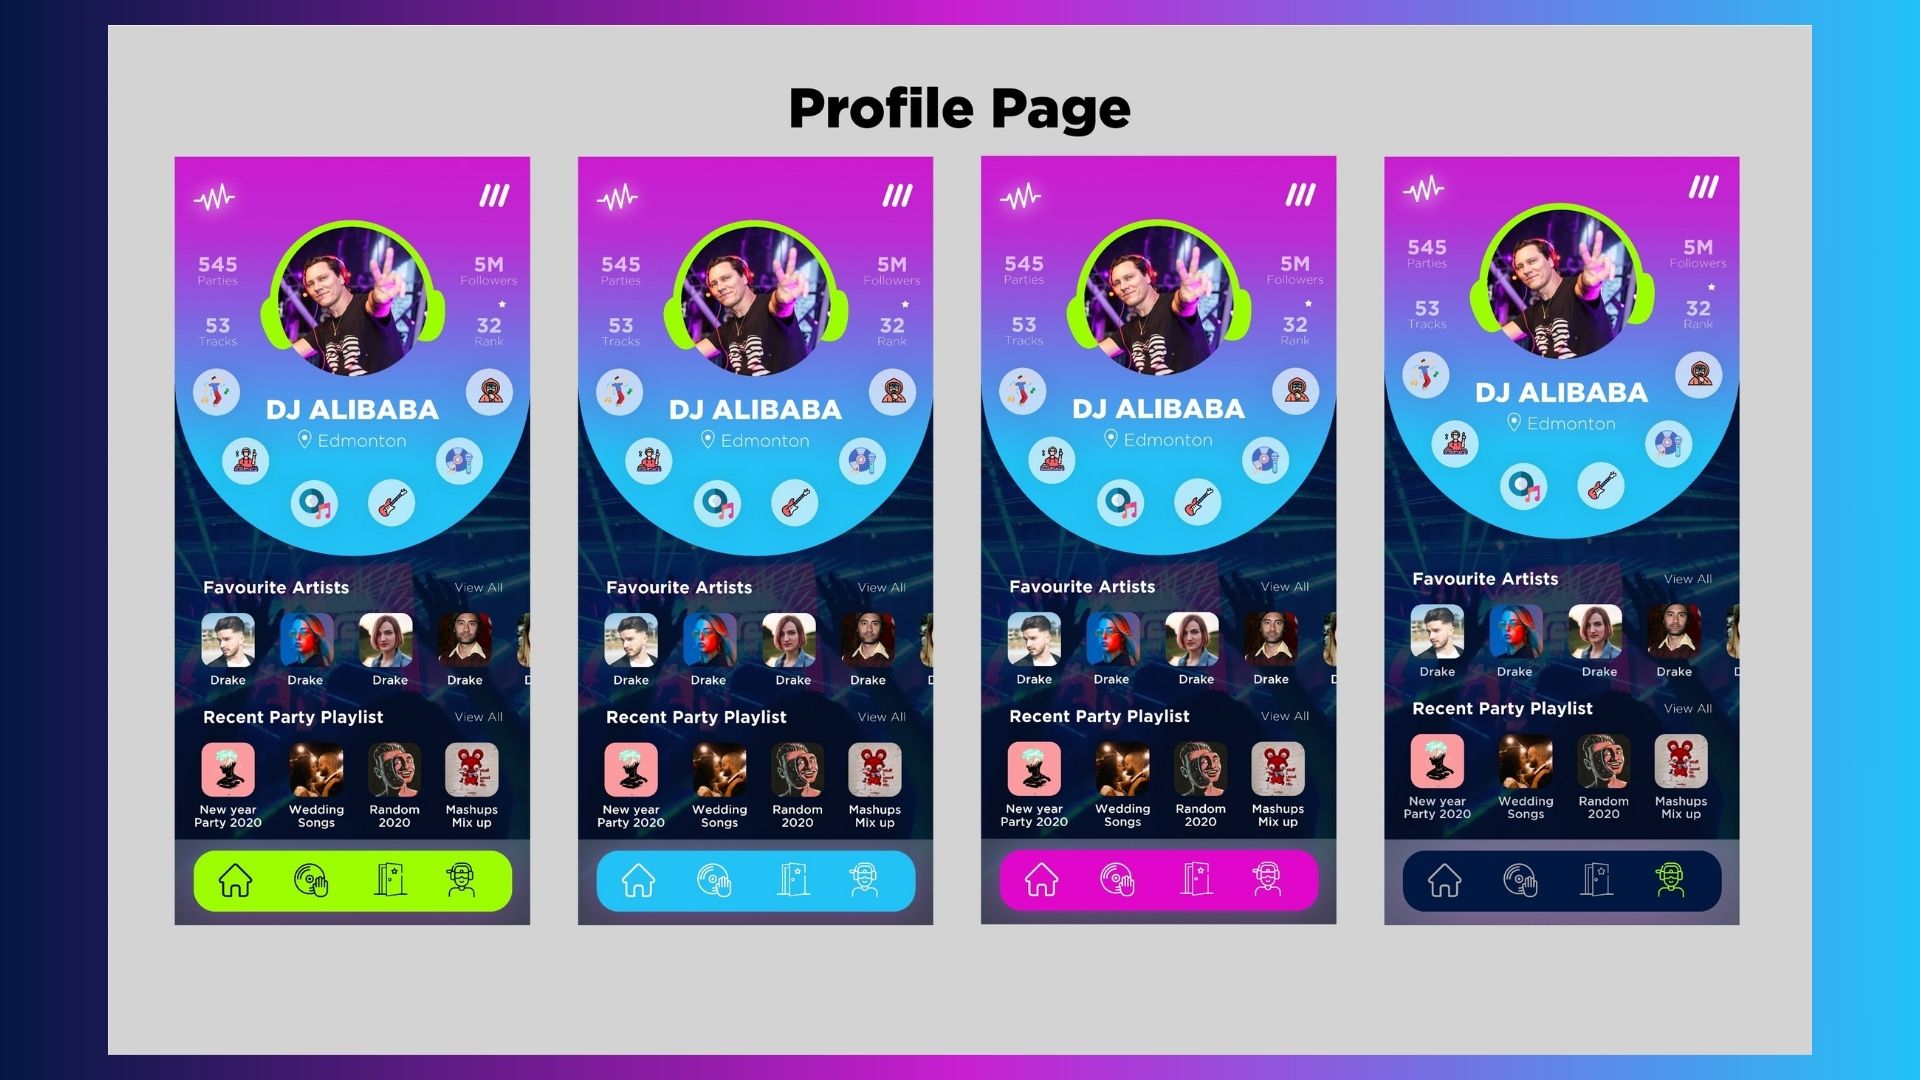 Profile Page
545
Parties
5M
Followers
53
Tracks
32
Rank
DJ ALIBABA
Edmonton
Favourite Artists
View All
Drake
Drake
Drake
Drake
D
Recent Party Playlist
View All
New year
Party 2020
Wedding
Songs
Random
2020
Mashups
Mix up
545
Parties
5M
Followers
53
Tracks
32
Rank
DJ ALIBABA
Edmonton
Favourite Artists
View All
Drake
Drake
Drake
Drake
D
Recent Party Playlist
View All
New year
Party 2020
Wedding
Songs
Random
2020
Mashups
Mix up
545
Parties
5M
Followers
53
Tracks
32
Rank
DJ ALIBABA
Edmonton
Favourite Artists
View All
Drake
Drake
Drake
Drake
D
Recent Party Playlist
View All
New year
Party 2020
Wedding
Songs
Random
2020
Mashups
Mix up
545
Parties
5M
Followers
53
Tracks
32
Rank
DJ ALIBABA
Edmonton
Favourite Artists
View All
Drake
Drake
Drake
Drake
D
Recent Party Playlist
View All
New year
Party 2020
Wedding
Songs
Random
2020
Mashups
Mix up